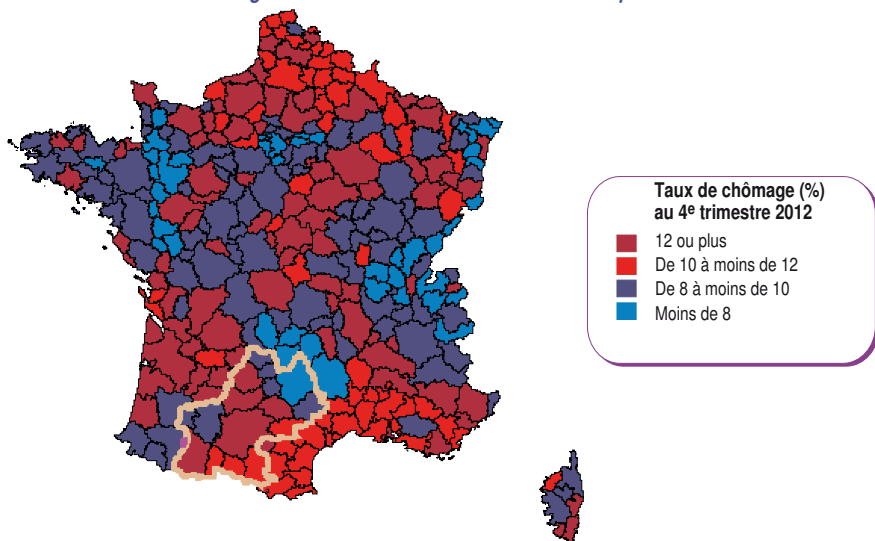 Taux de chômage (%)
au 4e trimestre 2012
12 ou plus
De 10 à moins de 12
De 8 à moins de 10
Moins de 8